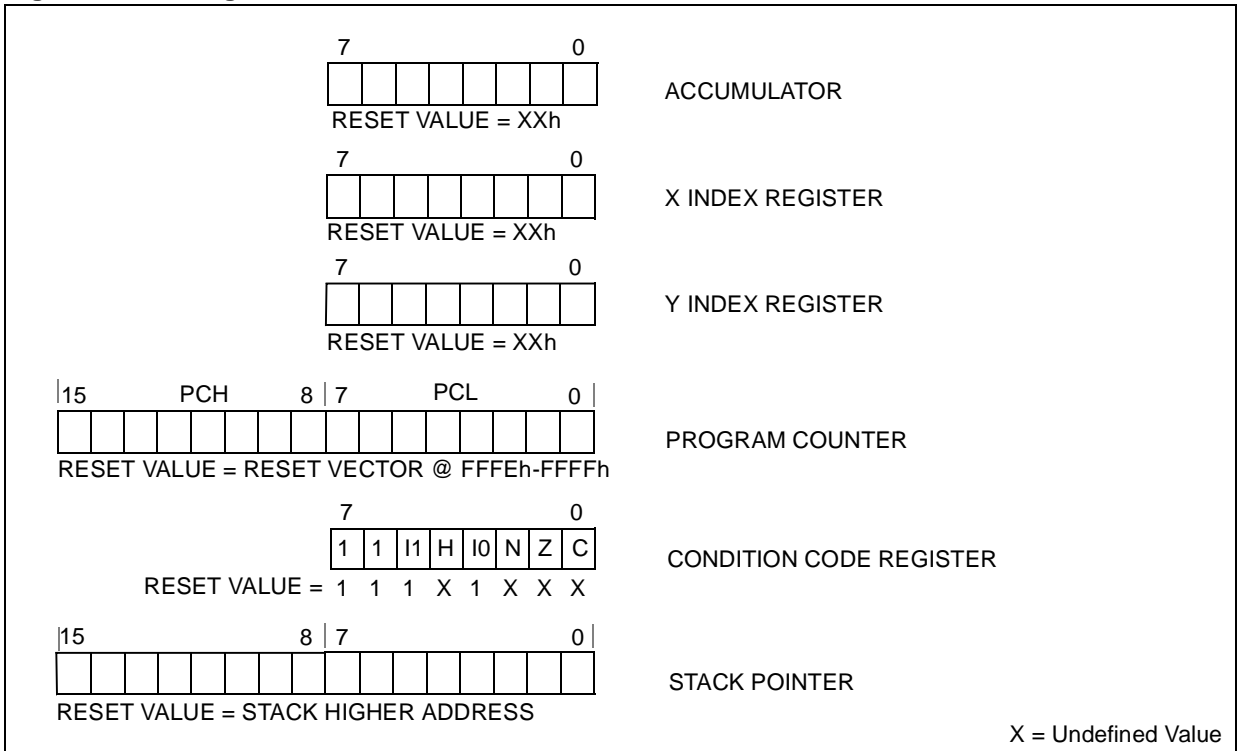 7 0
ACCUMULATOR
RESET VALUE = XXh
7 0
X INDEX REGISTER
RESET VALUE = XXh
7 0
Y INDEX REGISTER
RESET VALUE = XXh
15 PCH 8 7 PCL 0
PROGRAM COUNTER
RESET VALUE = RESET VECTOR @ FFFEh-FFFFh
7 0
1 1 I1 H I0 N Z C
CONDITION CODE REGISTER
RESET VALUE = 1 1 1 X 1 X X X
15 8 7 0
STACK POINTER
RESET VALUE = STACK HIGHER ADDRESS
X = Undefined Value